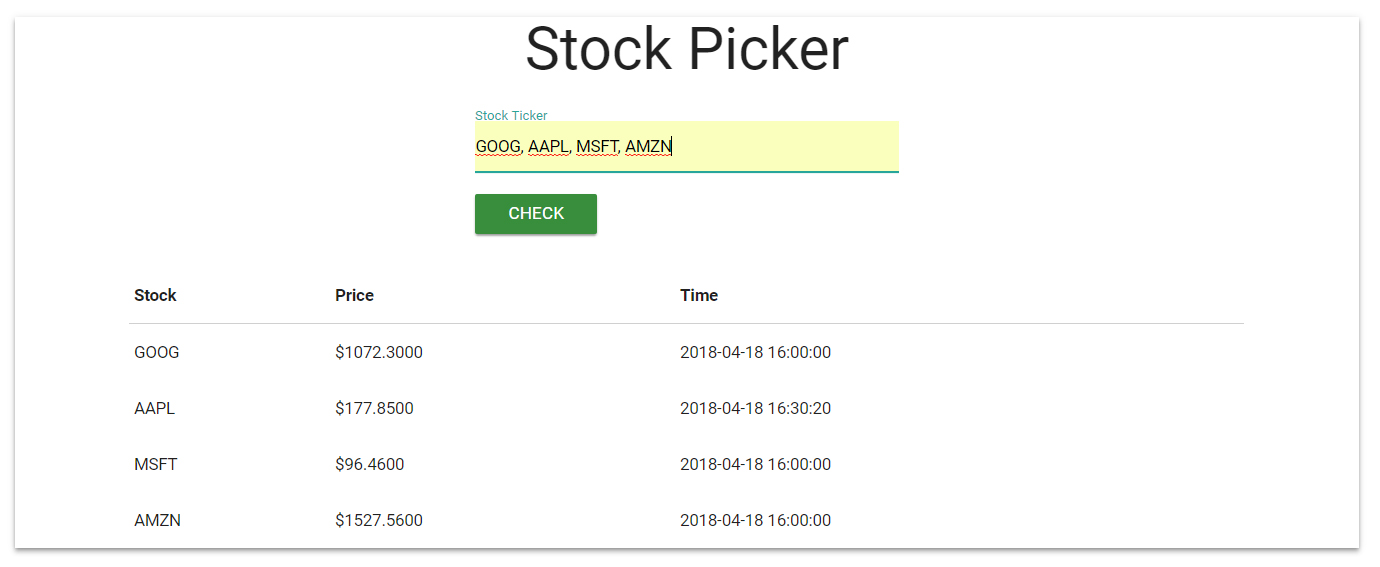 Stock Picker
Stock Ticker
GOOG, AAPL, MSFT, AMZN
CHECK
Stock Price Time
GOOG $1072.3000 2018-04-18 16:00:00
AAPL $177.8500 2018-04-18 16:30:20
MSFT $96.4600 2018-04-18 16:00:00
AMZN $1527.5600 2018-04-18 16:00:00